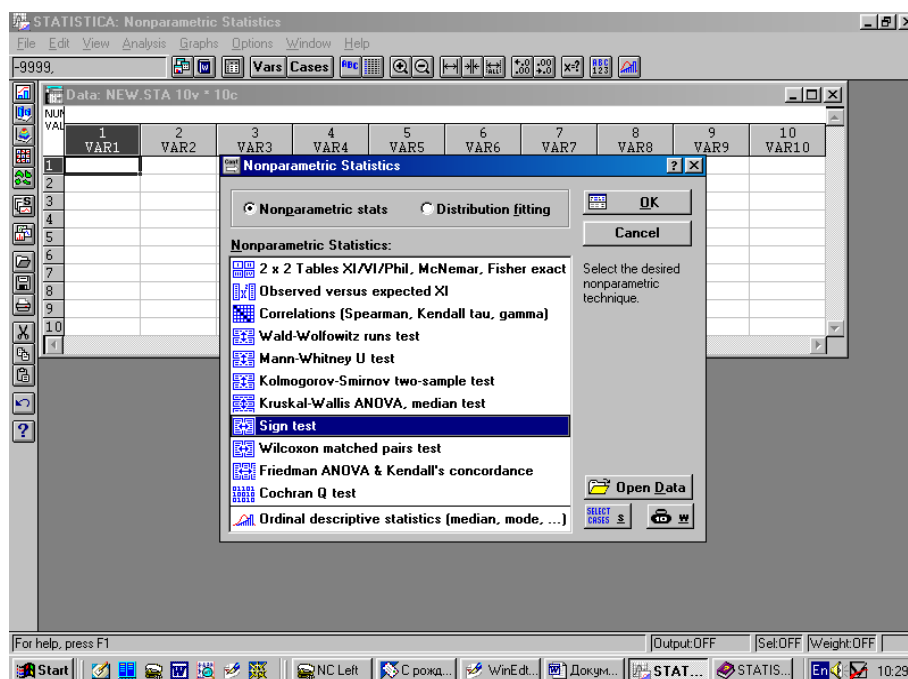 STATISTICA: Nonparametric Statistics
File Edit View Analysis Graphs Options Window Help
-9999, Vars Cases ABC x=? ABC 123
Data: NEW.STA 10v * 10c
NUM
VAL
1 2 3 4 5 6 7 8 9 10
VAR1 VAR2 VAR3 VAR4 VAR5 VAR6 VAR7 VAR8 VAR9 VAR10
1
2
3
4
5
6
7
8
9
10
Nonparametric Statistics
Nonparametric stats Distribution fitting
OK
Cancel
Nonparametric Statistics:
2 x 2 Tables XI/VI/Phil, McNemar, Fisher exact
Observed versus expected XI
Correlations (Spearman, Kendall tau, gamma)
Wald-Wolfowitz runs test
Mann-Whitney U test
Kolmogorov-Smirnov two-sample test
Kruskal-Wallis ANOVA, median test
Sign test
Wilcoxon matched pairs test
Friedman ANOVA & Kendall's concordance
Cochran Q test
Ordinal descriptive statistics (median, mode, ...)
Select the desired
nonparametric
technique.
Open Data
SELECT CASES S W
For help, press F1 Output:OFF Sel:OFF Weight:OFF
Start NC Left С рожд... WinEdt... Докум... STAT... STATIS... En 10:29